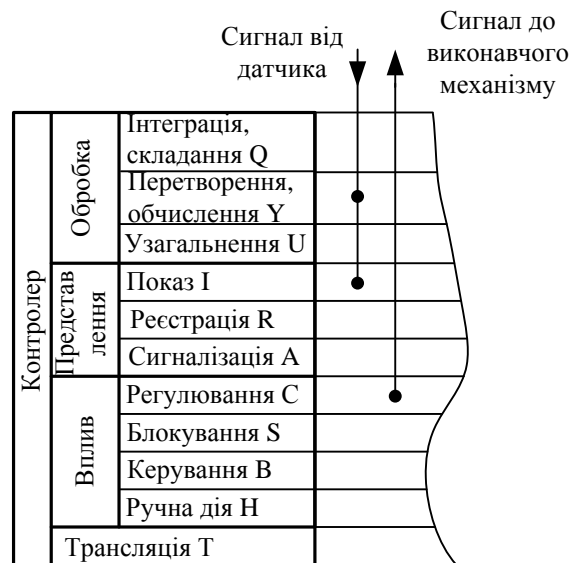 Сигнал від
датчика
Сигнал до
виконавчого
механізму
Контролер
Обробка
Інтеграція,
складання Q
Перетворення,
обчислення Y
Узагальнення U
Представ
лення
Показ I
Реєстрація R
Сигналізація A
Вплив
Регулювання C
Блокування S
Керування B
Ручна дія H
Трансляція T